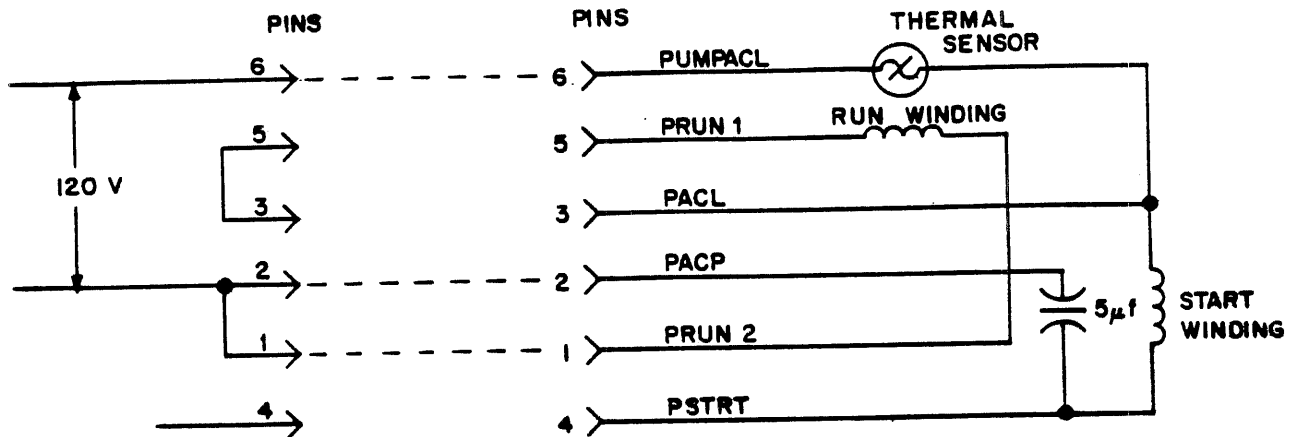 PINS
PINS
THERMAL
SENSOR
6
6
PUMPACL
5
5
PRUN 1
RUN WINDING
120 V
3
3
PACL
2
2
PACP
5µf
START
WINDING
1
1
PRUN 2
4
4
PSTRT